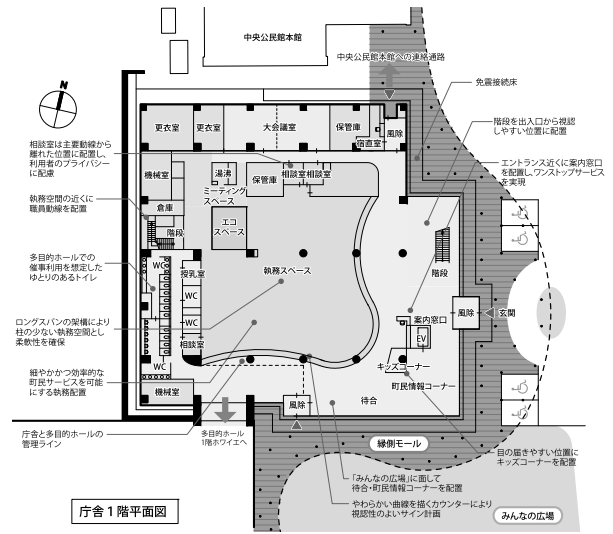 中央公民館本館
中央公民館本館への連絡通路
免震接続床
N
更衣室
更衣室
大会議室
保管庫
宿直室
風除
階段を出入口から視認
しやすい位置に配置
相談室は主要動線から
離れた位置に配置し、
利用者のプライバシー
に配慮
機械室
湯沸
保管庫
相談室
相談室
ミーティング
スペース
エントランス近くに案内窓口
を配置しワンストップサービス
を実現
執務空間の近くに
職員動線を配置
倉庫
階段
エコ
スペース
多目的ホールでの
催事利用を想定した
ゆとりのあるトイレ
WC
授乳室
執務スペース
階段
WC
WC
ロングスパンの架構により
柱の少ない執務空間とし
柔軟性を確保
相談室
案内窓口
EV
風除
玄関
WC
キッズコーナー
町民情報コーナー
細やかかつ効率的な
町民サービスを可能
にする執務配置
機械室
風除
待合
庁舎と多目的ホールの
管理ライン
多目的ホール
1階ホワイエへ
縁側モール
目の届きやすい位置に
キッズコーナーを配置
「みんなの広場」に面して
待合・町民情報コーナーを配置
やわらかい曲線を描くカウンターにより
視認性のよいサイン計画
庁舎1階平面図
みんなの広場